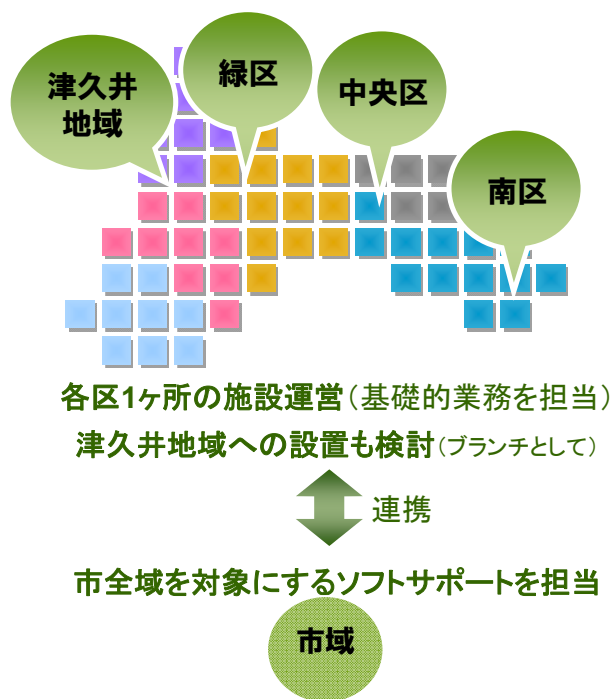 津久井
地域
緑区
中央区
南区
各区1ヶ所の施設運営(基礎的業務を担当)
津久井地域への設置も検討(ブランチとして)
連携
市全域を対象にするソフトサポートを担当
市域